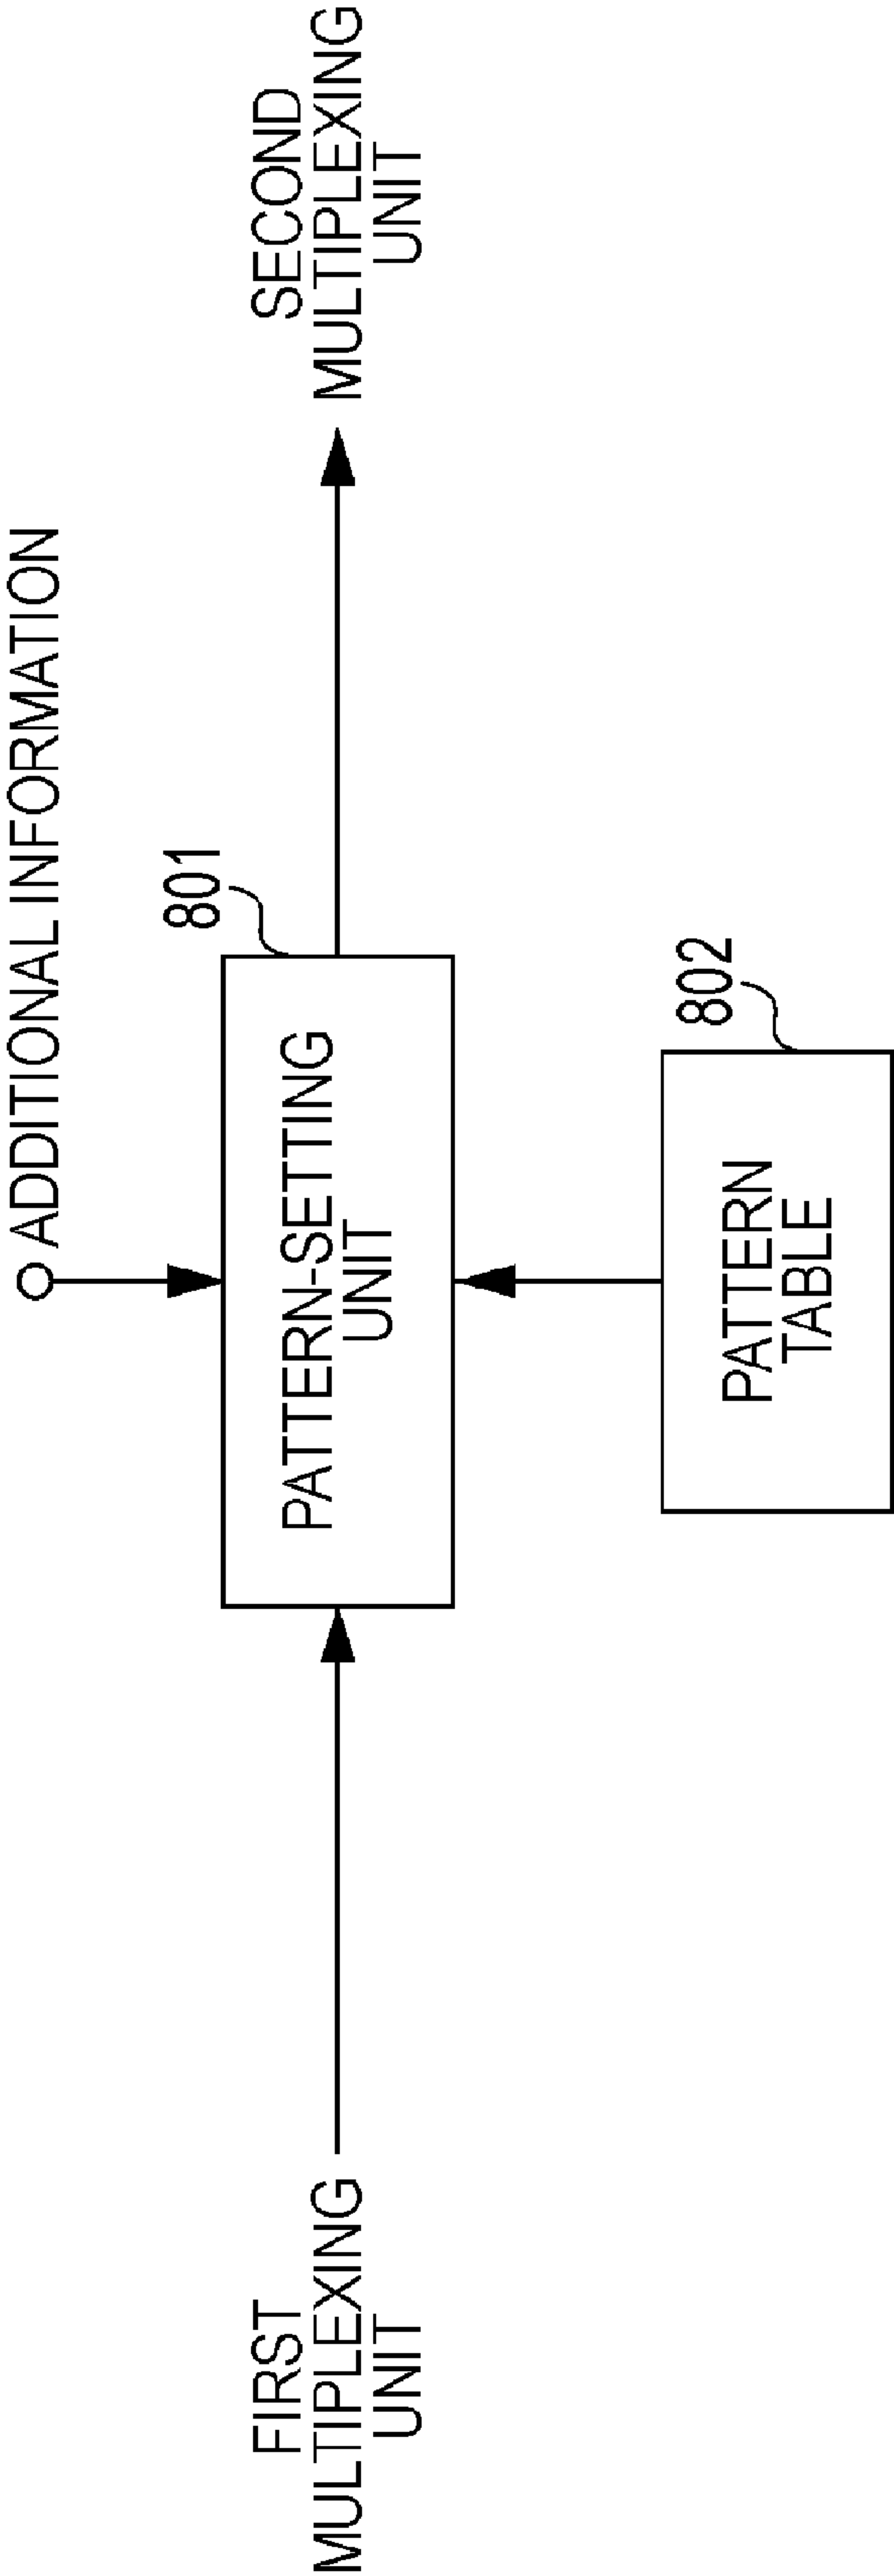 ADDITIONAL INFORMATION
FIRST
MULTIPLEXING
UNIT
801
PATTERN-SETTING
UNIT
SECOND
MULTIPLEXING
UNIT
802
PATTERN
TABLE